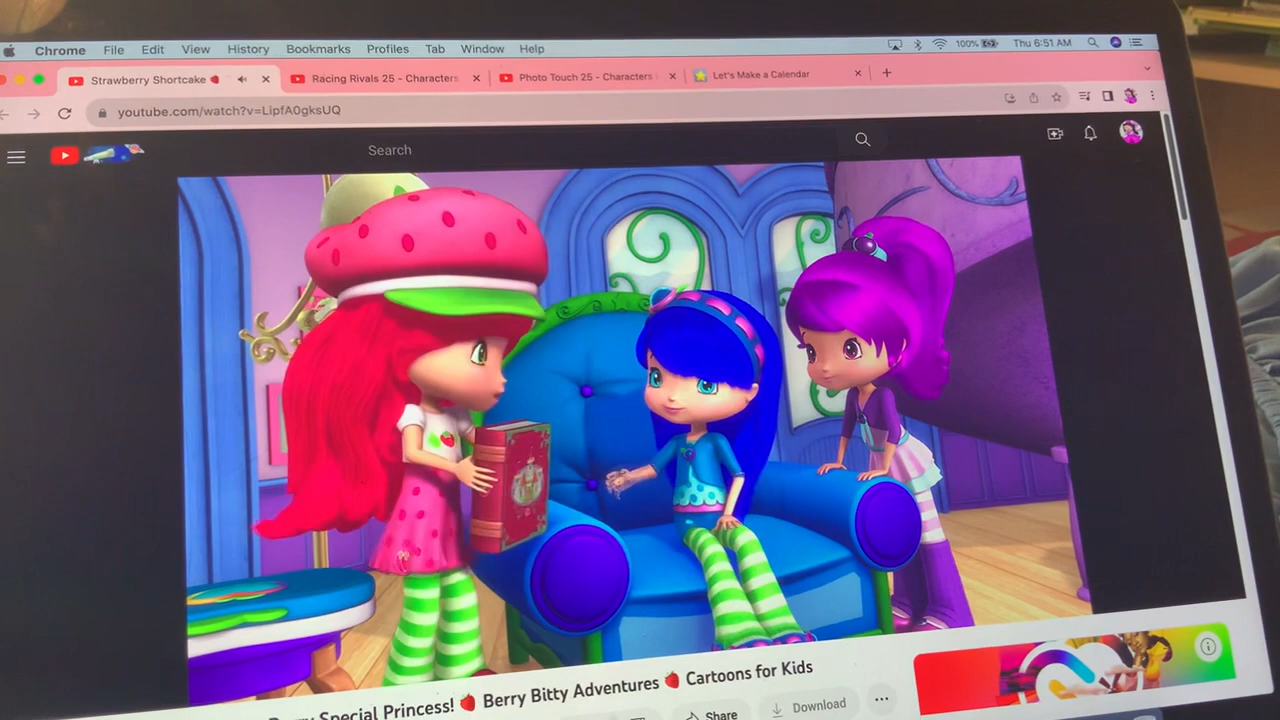 Chrome File Edit View History Bookmarks Profiles Tab Window Help 100% Thu 6:51 AM
Strawberry Shortcake Racing Rivals 25 - Characters Photo Touch 25 - Characters Let's Make a Calendar
youtube.com/watch?v=LipfA0gksUQ
Search
Special Princess! 🍓 Berry Bitty Adventures 🍓 Cartoons for Kids
Share Download